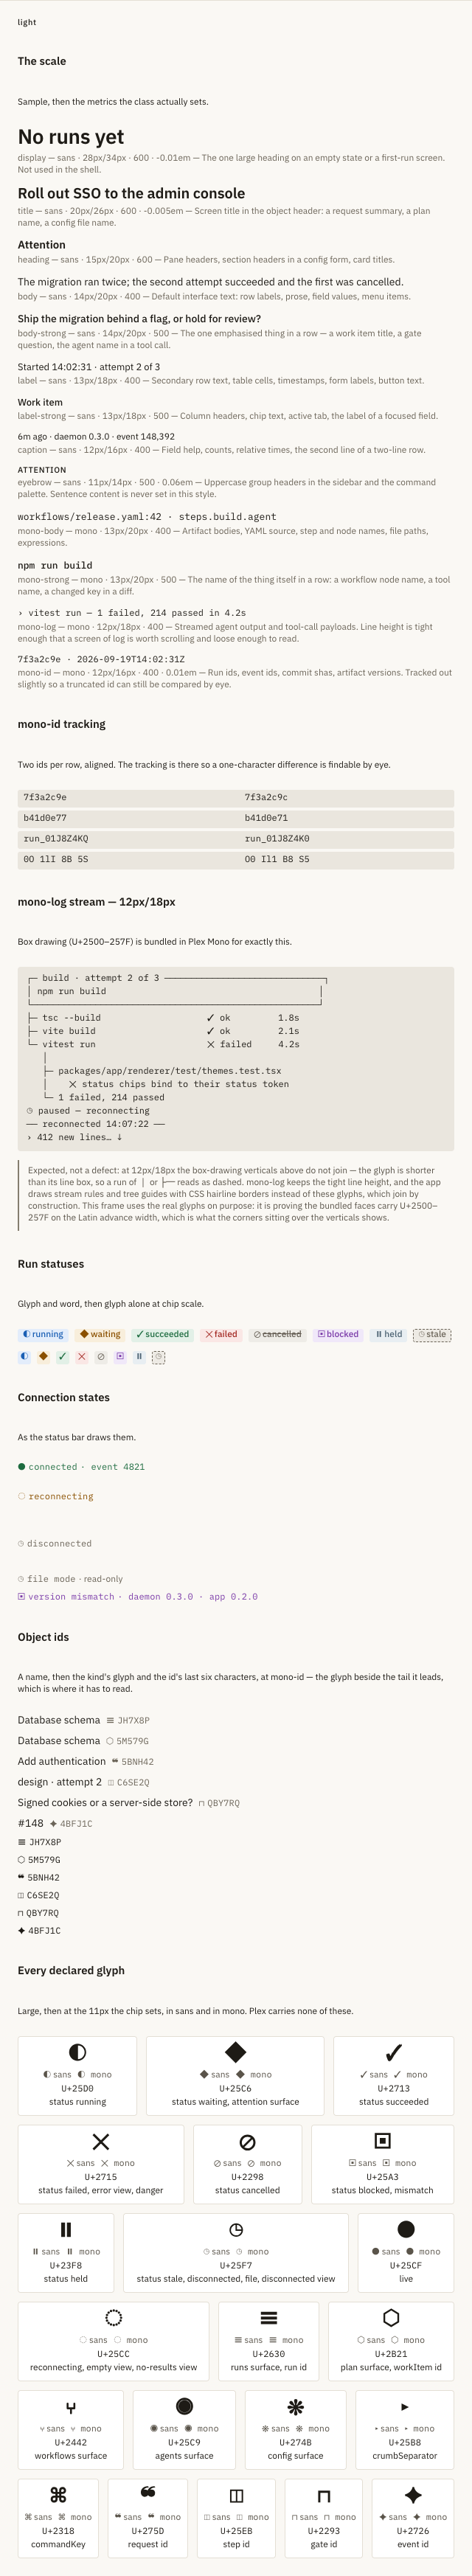 light
The scale
Sample, then the metrics the class actually sets.
No runs yet
display — sans · 28px/34px · 600 · -0.01em — The one large heading on an empty state or a first-run screen.
Not used in the shell.
Roll out SSO to the admin console
title — sans · 20px/26px · 600 · -0.005em — Screen title in the object header: a request summary, a plan
name, a config file name.
Attention
heading — sans · 15px/20px · 600 — Pane headers, section headers in a config form, card titles.
The migration ran twice; the second attempt succeeded and the first was cancelled.
body — sans · 14px/20px · 400 — Default interface text: row labels, prose, field values, menu items.
Ship the migration behind a flag, or hold for review?
body-strong — sans · 14px/20px · 500 — The one emphasised thing in a row — a work item title, a gate
question, the agent name in a tool call.
Started 14:02:31 · attempt 2 of 3
label — sans · 13px/18px · 400 — Secondary row text, table cells, timestamps, form labels, button text.
Work item
label-strong — sans · 13px/18px · 500 — Column headers, chip text, active tab, the label of a focused field.
6m ago · daemon 0.3.0 · event 148,392
caption — sans · 12px/16px · 400 — Field help, counts, relative times, the second line of a two-line row.
ATTENTION
eyebrow — sans · 11px/14px · 500 · 0.06em — Uppercase group headers in the sidebar and the command
palette. Sentence content is never set in this style.
workflows/release.yaml:42 · steps.build.agent
mono-body — mono · 13px/20px · 400 — Artifact bodies, YAML source, step and node names, file paths,
expressions.
npm run build
mono-strong — mono · 13px/20px · 500 — The name of the thing itself in a row: a workflow node name, a tool
name, a changed key in a diff.
› vitest run — 1 failed, 214 passed in 4.2s
mono-log — mono · 12px/18px · 400 — Streamed agent output and tool-call payloads. Line height is tight
enough that a screen of log is worth scrolling and loose enough to read.
7f3a2c9e · 2026-09-19T14:02:31Z
mono-id — mono · 12px/16px · 400 · 0.01em — Run ids, event ids, commit shas, artifact versions. Tracked out
slightly so a truncated id can still be compared by eye.
mono-id tracking
Two ids per row, aligned. The tracking is there so a one-character difference is findable by eye.
7f3a2c9e 7f3a2c9c
b41d0e77 b41d0e71
run_01J8Z4KQ run_01J8Z4K0
0O 1lI 8B 5S O0 Il1 B8 S5
mono-log stream — 12px/18px
Box drawing (U+2500–257F) is bundled in Plex Mono for exactly this.
┌─ build · attempt 2 of 3 ──────────────────────────────┐
│ npm run build │
└──────────────────────────────────────────────────────┘
├─ tsc --build ✓ ok 1.8s
├─ vite build ✓ ok 2.1s
└─ vitest run ✕ failed 4.2s
│
├─ packages/app/renderer/test/themes.test.tsx
│ ✕ status chips bind to their status token
└─ 1 failed, 214 passed
◷ paused — reconnecting
── reconnected 14:07:22 ──
› 412 new lines… ↓
Expected, not a defect: at 12px/18px the box-drawing verticals above do not join — the glyph is shorter
than its line box, so a run of │ or ├── reads as dashed. mono-log keeps the tight line height, and the app
draws stream rules and tree guides with CSS hairline borders instead of these glyphs, which join by
construction. This frame uses the real glyphs on purpose: it is proving the bundled faces carry U+2500–
257F on the Latin advance width, which is what the corners sitting over the verticals shows.
Run statuses
Glyph and word, then glyph alone at chip scale.
◐ running ◆ waiting ✓ succeeded ✕ failed ⊘ cancelled ▣ blocked ⏸ held ◷ stale
◐ ◆ ✓ ✕ ⊘ ▣ ⏸ ◷
Connection states
As the status bar draws them.
● connected · event 4821
◌ reconnecting
◷ disconnected
◷ file mode · read-only
▣ version mismatch · daemon 0.3.0 · app 0.2.0
Object ids
A name, then the kind's glyph and the id's last six characters, at mono-id — the glyph beside the tail it leads,
which is where it has to read.
Database schema ☰ JH7X8P
Database schema ⬡ 5M579G
Add authentication ❝ 5BNH42
design · attempt 2 ◫ C6SE2Q
Signed cookies or a server-side store? ⊓ QBY7RQ
#148 ✦ 4BFJ1C
☰ JH7X8P
⬡ 5M579G
❝ 5BNH42
◫ C6SE2Q
⊓ QBY7RQ
✦ 4BFJ1C
Every declared glyph
Large, then at the 11px the chip sets, in sans and in mono. Plex carries none of these.
◐ ◆ ✓
◐ sans ◐ mono ◆ sans ◆ mono ✓ sans ✓ mono
U+25D0 U+25C6 U+2713
status running status waiting, attention surface status succeeded
✕ ⊘ ▣
✕ sans ✕ mono ⊘ sans ⊘ mono ▣ sans ▣ mono
U+2715 U+2298 U+25A3
status failed, error view, danger status cancelled status blocked, mismatch
⏸ ◷ ●
⏸ sans ⏸ mono ◷ sans ◷ mono ● sans ● mono
U+23F8 U+25F7 U+25CF
status held status stale, disconnected, file, disconnected view live
◌ ☰ ⬡
◌ sans ◌ mono ☰ sans ☰ mono ⬡ sans ⬡ mono
U+25CC U+2630 U+2B21
reconnecting, empty view, no-results view runs surface, run id plan surface, workItem id
⑂ ◉ ❋ ▸
⑂ sans ⑂ mono ◉ sans ◉ mono ❋ sans ❋ mono ▸ sans ▸ mono
U+2442 U+25C9 U+274B U+25B8
workflows surface agents surface config surface crumbSeparator
⌘ ❝ ◫ ⊓ ✦
⌘ sans ⌘ mono ❝ sans ❝ mono ◫ sans ◫ mono ⊓ sans ⊓ mono ✦ sans ✦ mono
U+2318 U+275D U+25EB U+2293 U+2726
commandKey request id step id gate id event id